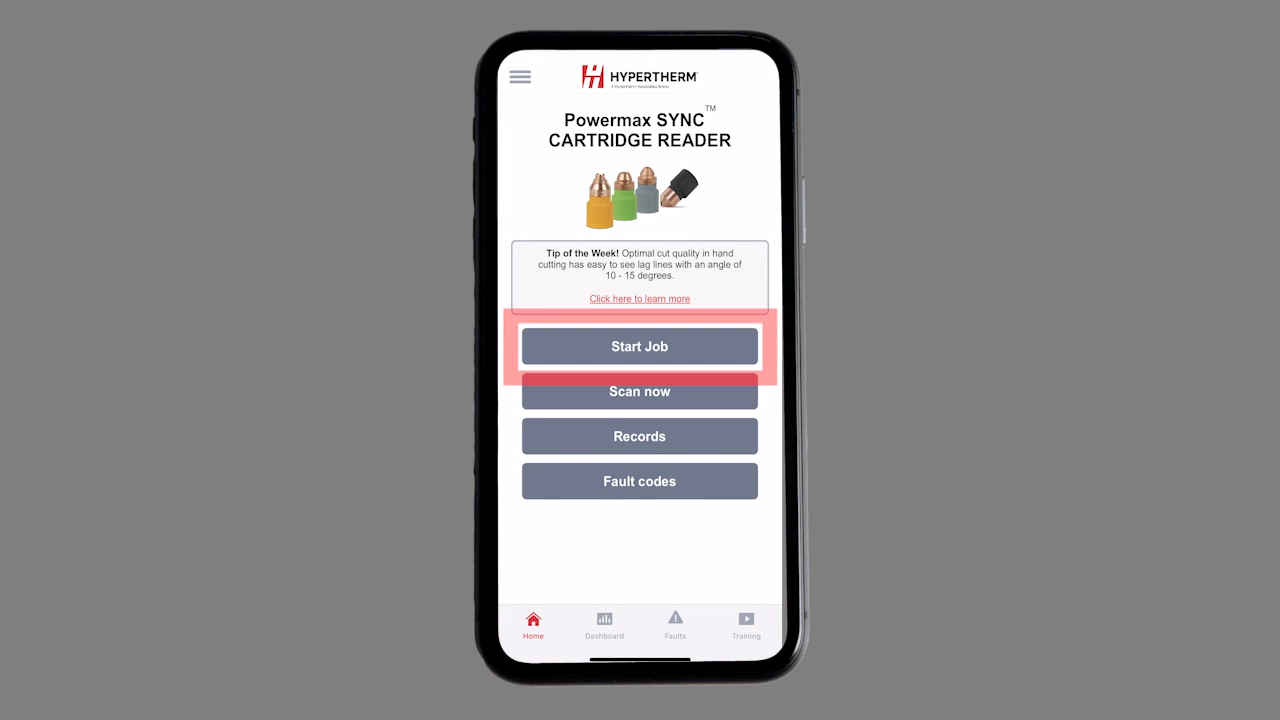 HYPERTHERM®
A Hypertherm Associates Brand
Powermax SYNC™
CARTRIDGE READER
Tip of the Week! Optimal cut quality in hand
cutting has easy to see lag lines with an angle of
10 - 15 degrees.
Click here to learn more
Start Job
Scan now
Records
Fault codes
Home Dashboard Faults Training